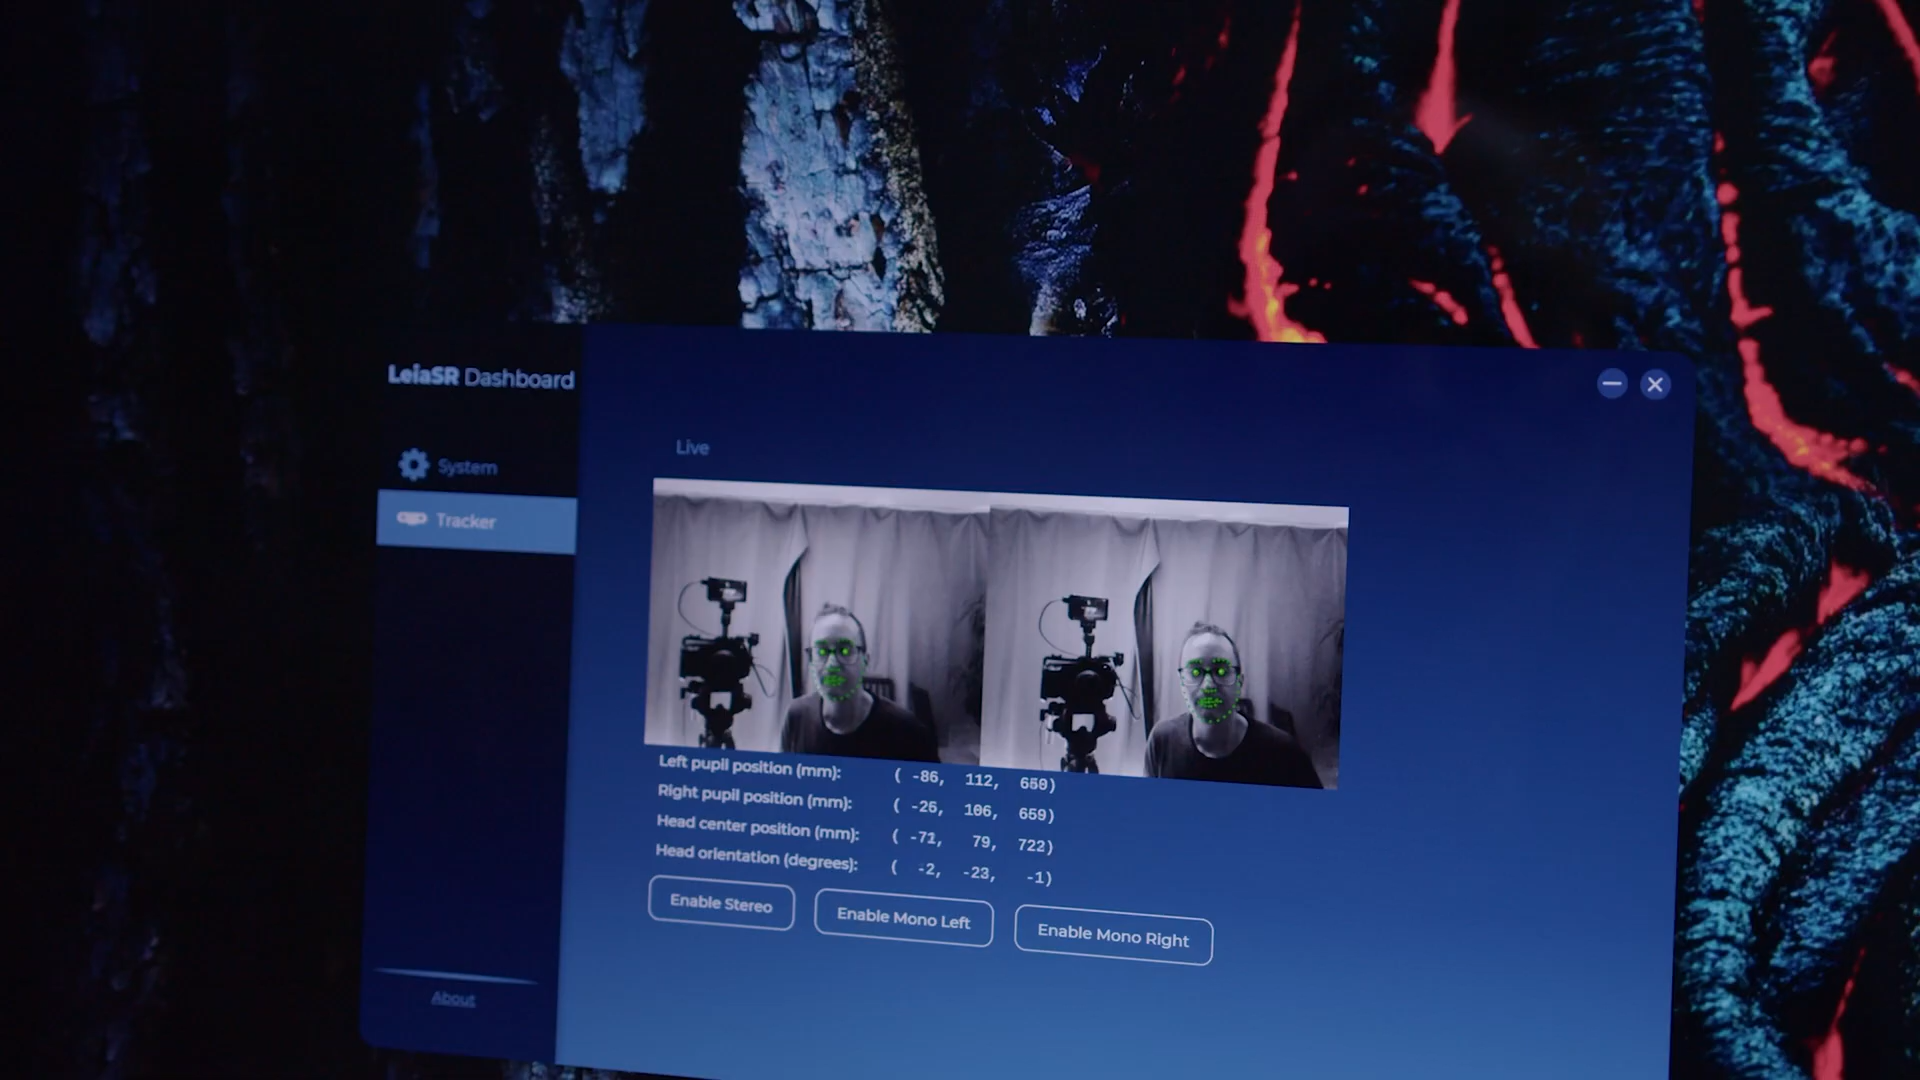 LeiaSR Dashboard
System
Tracker
Live
Left pupil position (mm): ( -86, 112, 659)
Right pupil position (mm): ( -26, 106, 659)
Head center position (mm): ( -71, 79, 722)
Head orientation (degrees): ( -2, -23, -1)
Enable Stereo
Enable Mono Left
Enable Mono Right
About